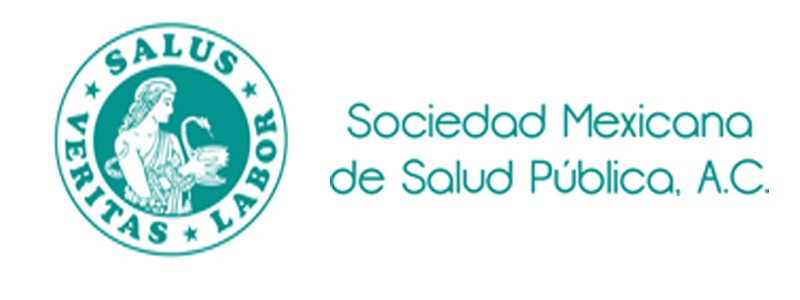 SALUS
VERITAS
LABOR
Sociedad Mexicana
de Salud Pública, A.C.